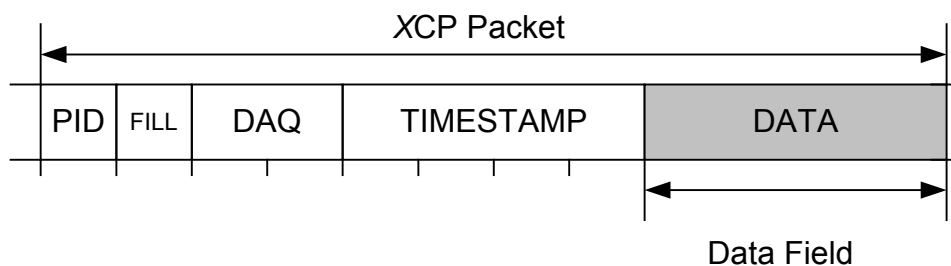 XCP Packet
PID FILL DAQ TIMESTAMP DATA
Data Field